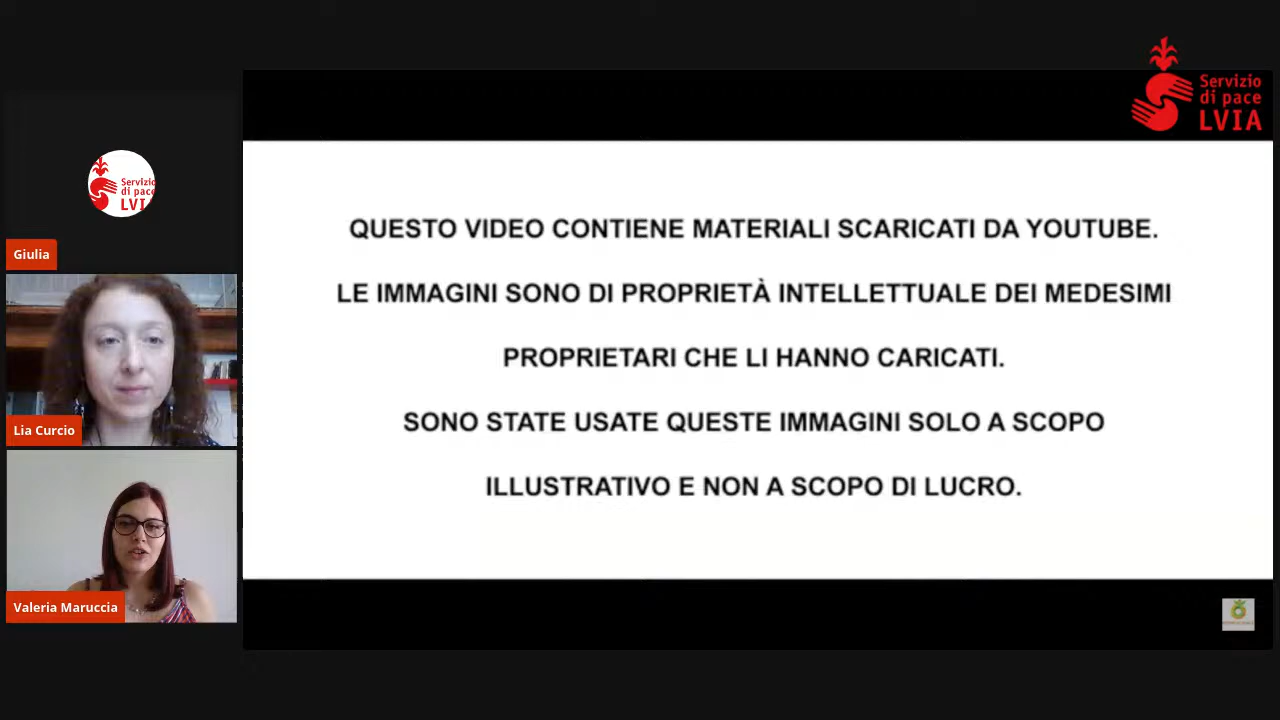 Servizio
di pace
LVIA
Servizio
di pace
LVI
Giulia
Lia Curcio
Valeria Maruccia
QUESTO VIDEO CONTIENE MATERIALI SCARICATI DA YOUTUBE.
LE IMMAGINI SONO DI PROPRIETÀ INTELLETTUALE DEI MEDESIMI
PROPRIETARI CHE LI HANNO CARICATI.
SONO STATE USATE QUESTE IMMAGINI SOLO A SCOPO
ILLUSTRATIVO E NON A SCOPO DI LUCRO.